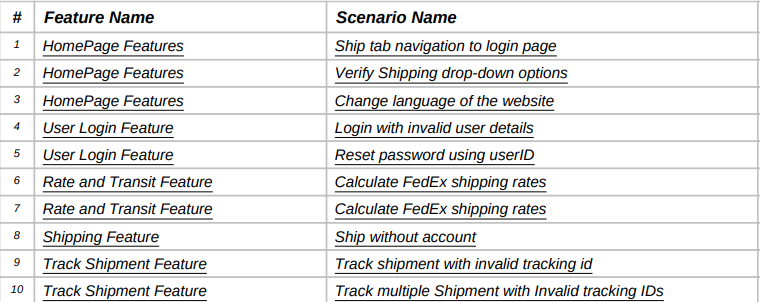 # Feature Name Scenario Name
1 HomePage Features Ship tab navigation to login page
2 HomePage Features Verify Shipping drop-down options
3 HomePage Features Change language of the website
4 User Login Feature Login with invalid user details
5 User Login Feature Reset password using userID
6 Rate and Transit Feature Calculate FedEx shipping rates
7 Rate and Transit Feature Calculate FedEx shipping rates
8 Shipping Feature Ship without account
9 Track Shipment Feature Track shipment with invalid tracking id
10 Track Shipment Feature Track multiple Shipment with Invalid tracking IDs